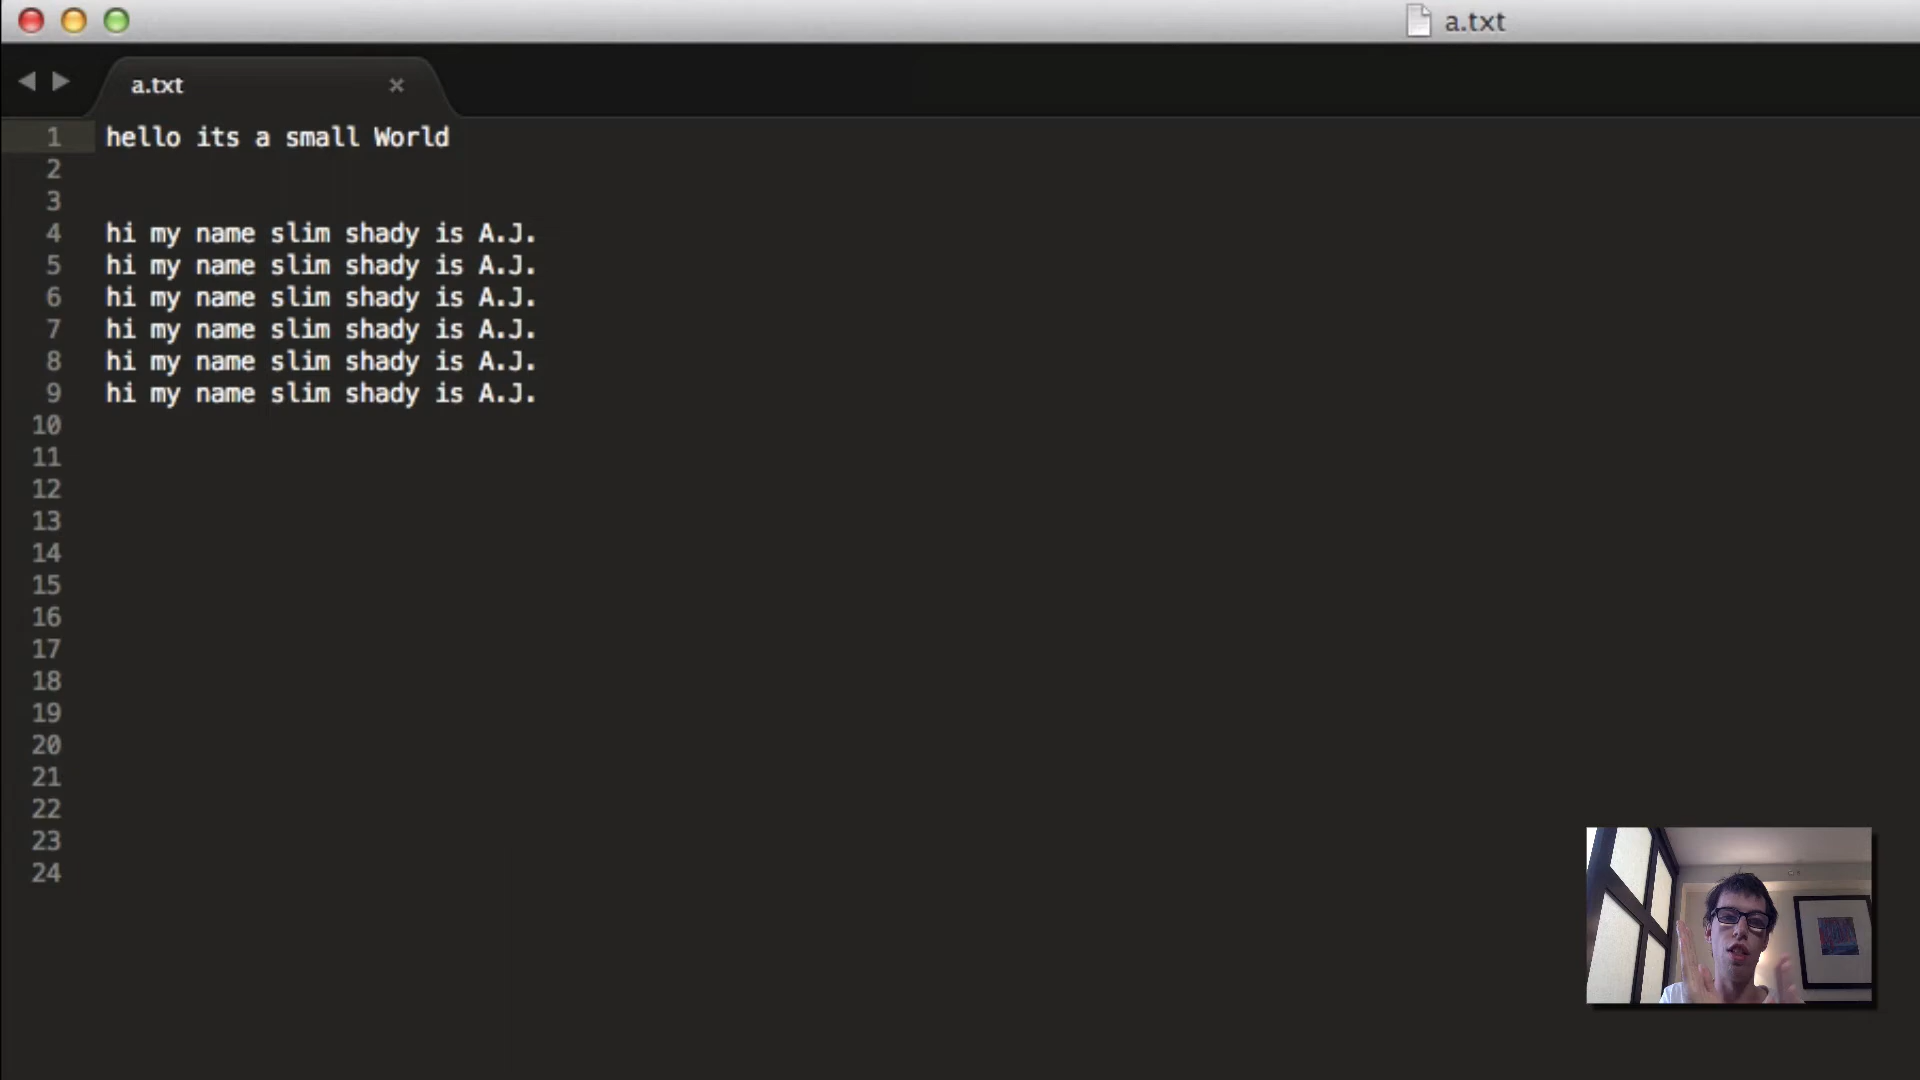 a.txt
a.txt
1 hello its a small World
2
3
4 hi my name slim shady is A.J.
5 hi my name slim shady is A.J.
6 hi my name slim shady is A.J.
7 hi my name slim shady is A.J.
8 hi my name slim shady is A.J.
9 hi my name slim shady is A.J.
10
11
12
13
14
15
16
17
18
19
20
21
22
23
24